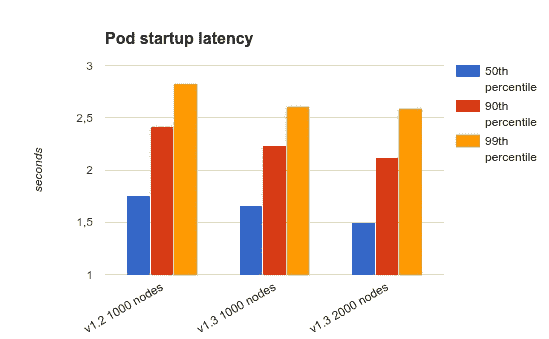 Pod startup latency
3
2,5
2
1,5
1
seconds
v1.2 1000 nodes
v1.3 1000 nodes
v1.3 2000 nodes
50th
percentile
90th
percentile
99th
percentile